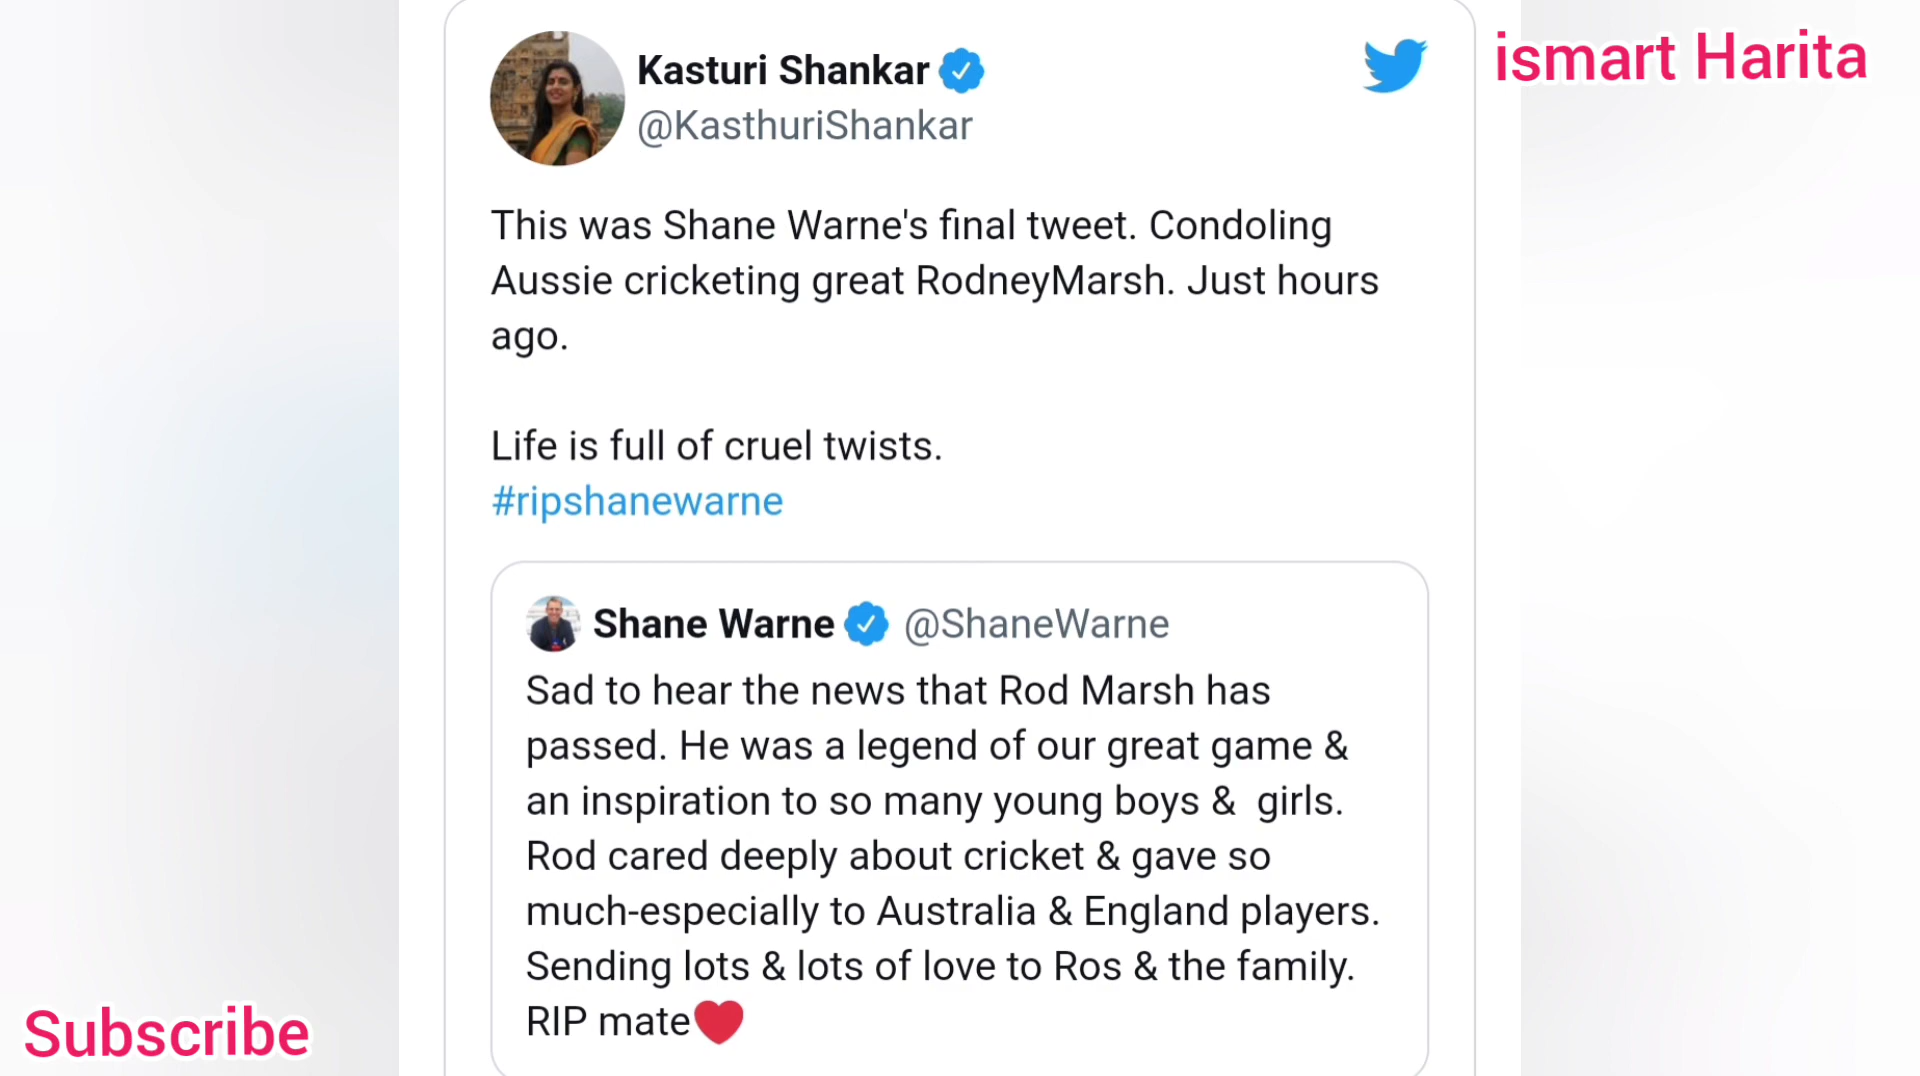 Kasturi Shankar
@KasthuriShankar
ismart Harita
This was Shane Warne's final tweet. Condoling
Aussie cricketing great RodneyMarsh. Just hours
ago.
Life is full of cruel twists.
#ripshanewarne
Shane Warne @ShaneWarne
Sad to hear the news that Rod Marsh has
passed. He was a legend of our great game &
an inspiration to so many young boys &  girls.
Rod cared deeply about cricket & gave so
much-especially to Australia & England players.
Sending lots & lots of love to Ros & the family.
RIP mate❤️
Subscribe